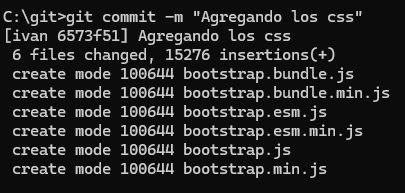 C:\git>git commit -m "Agregando los css"
[ivan 6573f51] Agregando los css
 6 files changed, 15276 insertions(+)
 create mode 100644 bootstrap.bundle.js
 create mode 100644 bootstrap.bundle.min.js
 create mode 100644 bootstrap.esm.js
 create mode 100644 bootstrap.esm.min.js
 create mode 100644 bootstrap.js
 create mode 100644 bootstrap.min.js